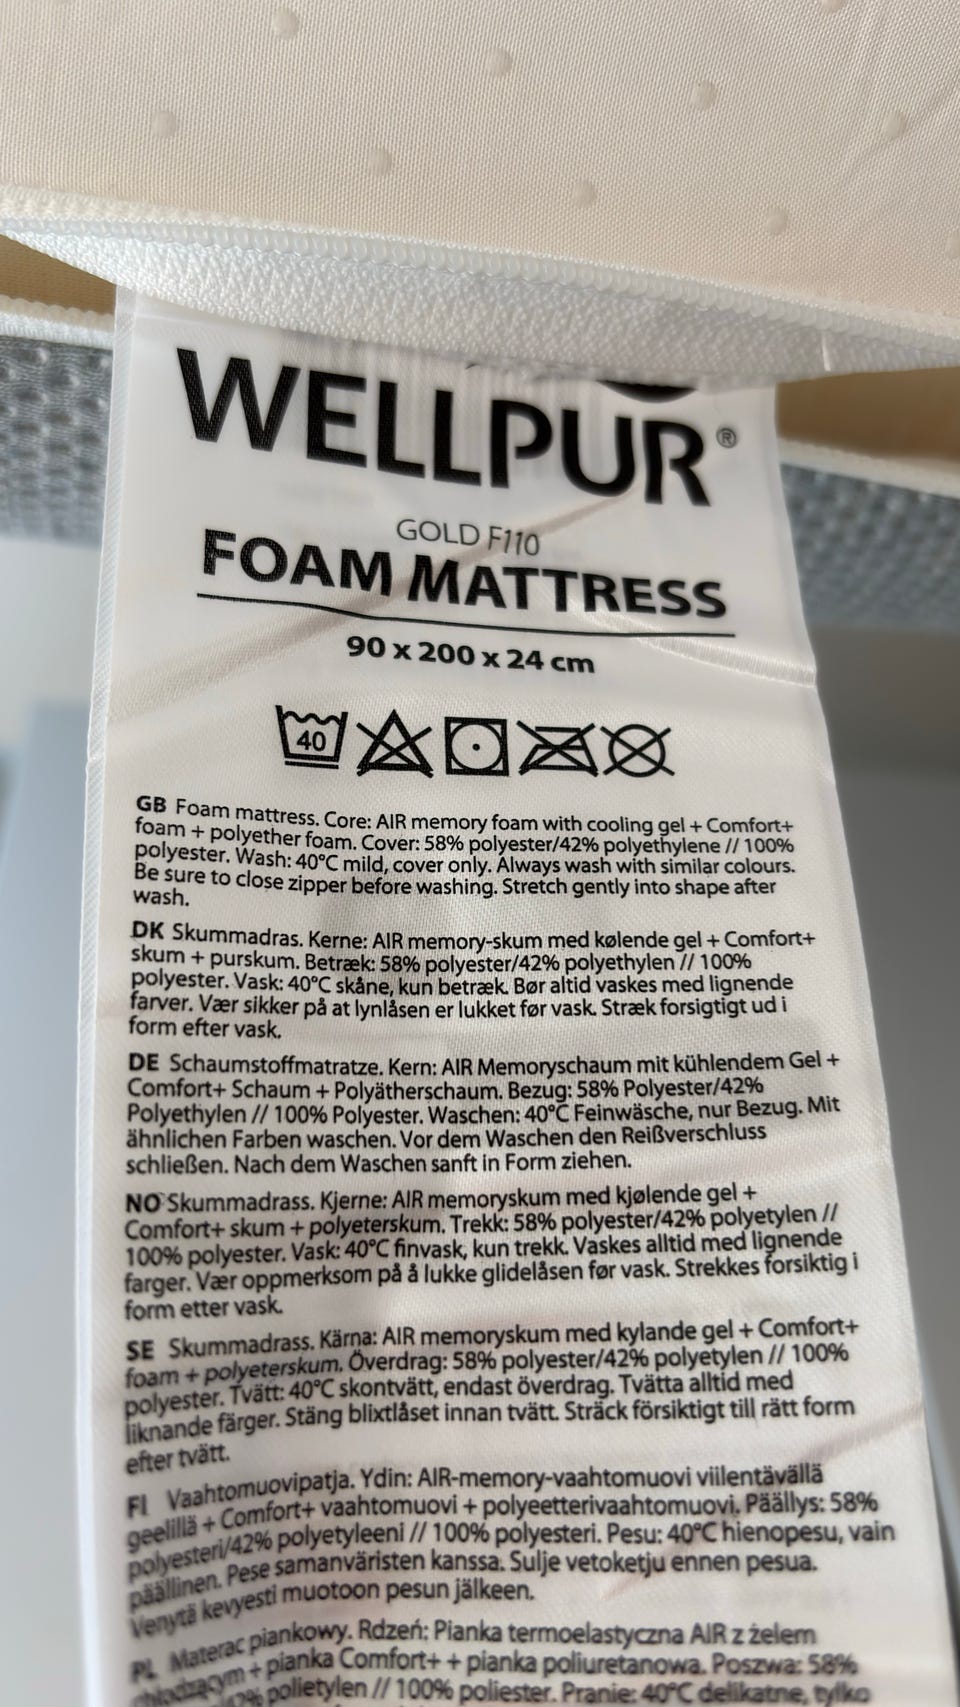 WELLPUR®
GOLD F110
FOAM MATTRESS
90 x 200 x 24 cm
40
GB Foam mattress. Core: AIR memory foam with cooling gel + Comfort+
foam + polyether foam. Cover: 58% polyester/42% polyethylene // 100%
polyester. Wash: 40°C mild, cover only. Always wash with similar colours.
Be sure to close zipper before washing. Stretch gently into shape after
wash.
DK Skummadras. Kerne: AIR memory-skum med kølende gel + Comfort+
skum + purskum. Betræk: 58% polyester/42% polyethylen // 100%
polyester. Vask: 40°C skåne, kun betræk. Bør altid vaskes med lignende
farver. Vær sikker på at lynlåsen er lukket før vask. Stræk forsigtigt ud i
form efter vask.
DE Schaumstoffmatratze. Kern: AIR Memoryschaum mit kühlendem Gel +
Comfort+ Schaum + Polyätherschaum. Bezug: 58% Polyester/42%
Polyethylen // 100% Polyester. Waschen: 40°C Feinwäsche, nur Bezug. Mit
ähnlichen Farben waschen. Vor dem Waschen den Reißverschluss
schließen. Nach dem Waschen sanft in Form ziehen.
NO Skummadrass. Kjerne: AIR memoryskum med kjølende gel +
Comfort+ skum + polyeterskum. Trekk: 58% polyester/42% polyetylen //
100% polyester. Vask: 40°C finvask, kun trekk. Vaskes alltid med lignende
farger. Vær oppmerksom på å lukke glidelåsen før vask. Strekkes forsiktig i
form etter vask.
SE Skummadrass. Kärna: AIR memoryskum med kylande gel + Comfort+
foam + polyeterskum. Överdrag: 58% polyester/42% polyetylen // 100%
polyester. Tvätt: 40°C skontvätt, endast överdrag. Tvätta alltid med
liknande färger. Stäng blixtlåset innan tvätt. Sträck försiktigt till rätt form
efter tvätt.
FI Vaahtomuovipatja. Ydin: AIR-memory-vaahtomuovi viilentävällä
geelillä + Comfort+ vaahtomuovi + polyeetterivaahtomuovi. Päällys: 58%
polyesteri/42% polyetyleeni // 100% polyesteri. Pesu: 40°C hienopesu, vain
päällinen. Pese samanväristen kanssa. Sulje vetoketju ennen pesua.
Venytä kevyesti muotoon pesun jälkeen.
PL Materac piankowy. Rdzeń: Pianka termoelastyczna AIR z żelem
chłodzącym + pianka Comfort+ + pianka poliuretanowa. Poszwa: 58%
polietylen // 100% poliester. Pranie: 40°C delikatne, tylko